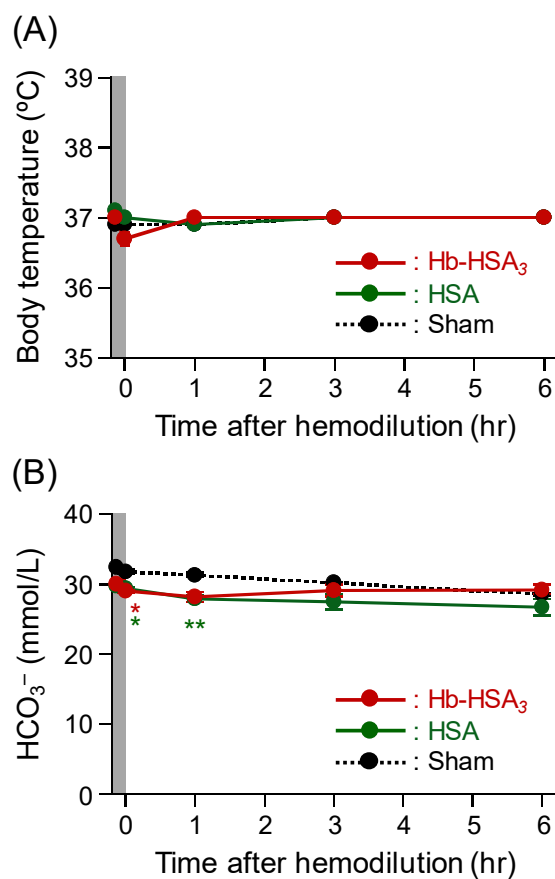 (A)
Body temperature (ºC)
39
38
37
36
35
: Hb-HSA₃
: HSA
: Sham
0 1 2 3 4 5 6
Time after hemodilution (hr)
(B)
HCO₃⁻ (mmol/L)
40
30
20
10
0
*
* **
: Hb-HSA₃
: HSA
: Sham
0 1 2 3 4 5 6
Time after hemodilution (hr)